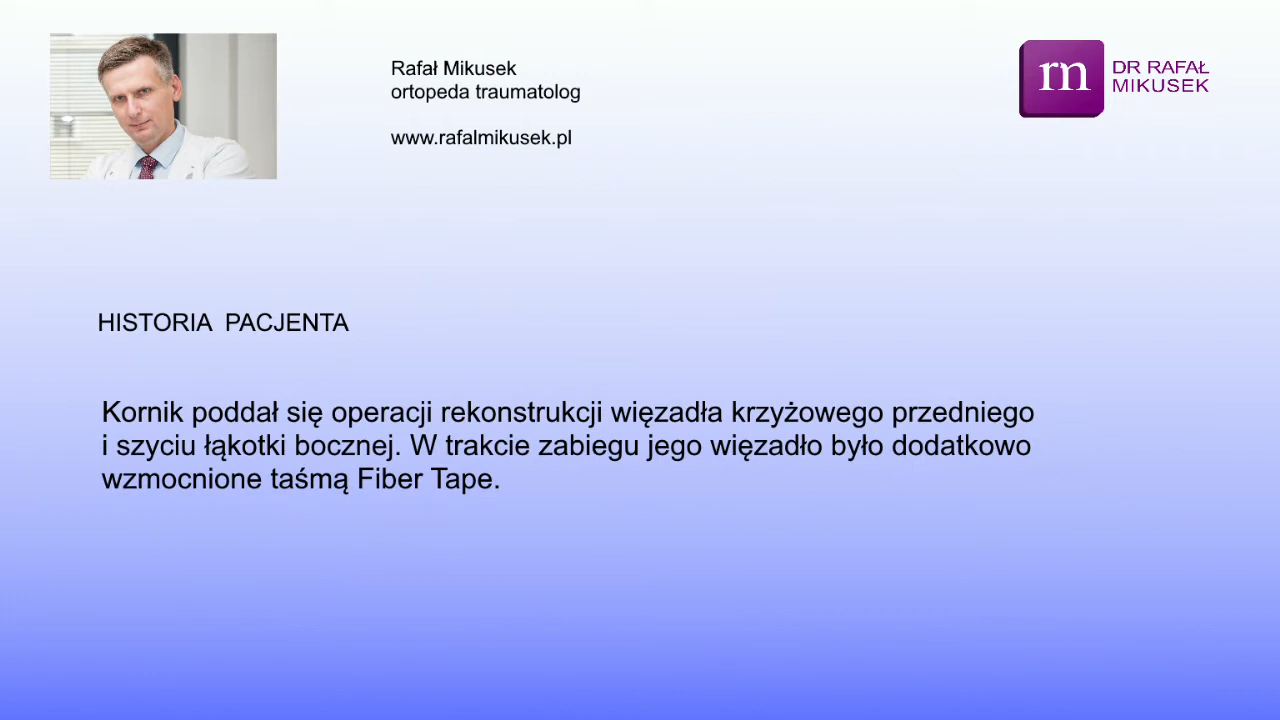 Rafał Mikusek
ortopeda traumatolog
www.rafalmikusek.pl
rm
DR RAFAŁ
MIKUSEK
HISTORIA PACJENTA
Kornik poddał się operacji rekonstrukcji więzadła krzyżowego przedniego
i szyciu łąkotki bocznej. W trakcie zabiegu jego więzadło było dodatkowo
wzmocnione taśmą Fiber Tape.